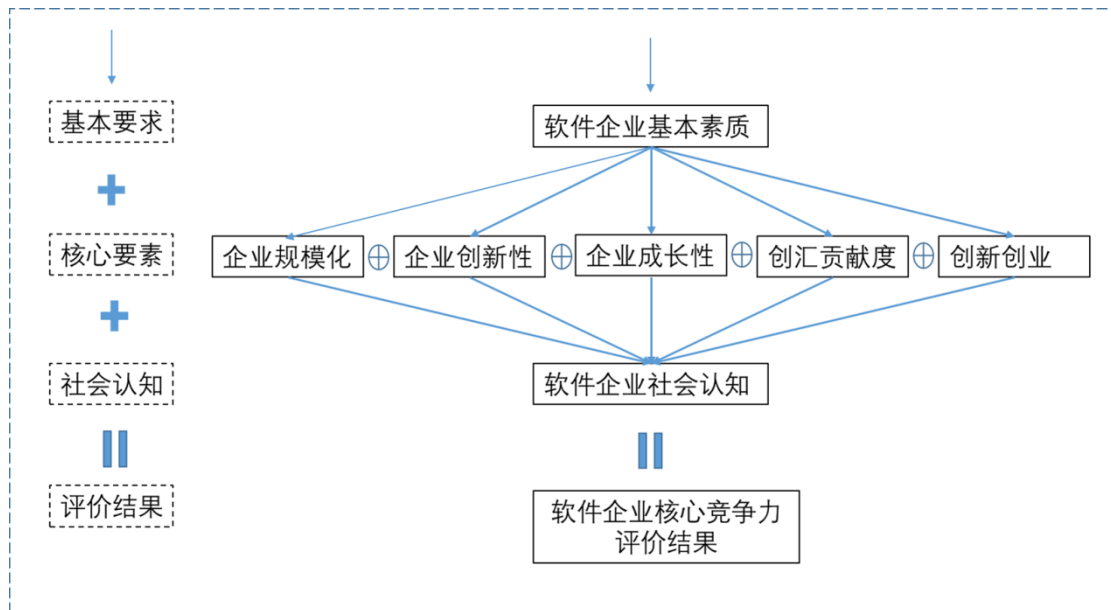 基本要求
软件企业基本素质
核心要素
企业规模化
企业创新性
企业成长性
创汇贡献度
创新创业
社会认知
软件企业社会认知
评价结果
软件企业核心竞争力
评价结果